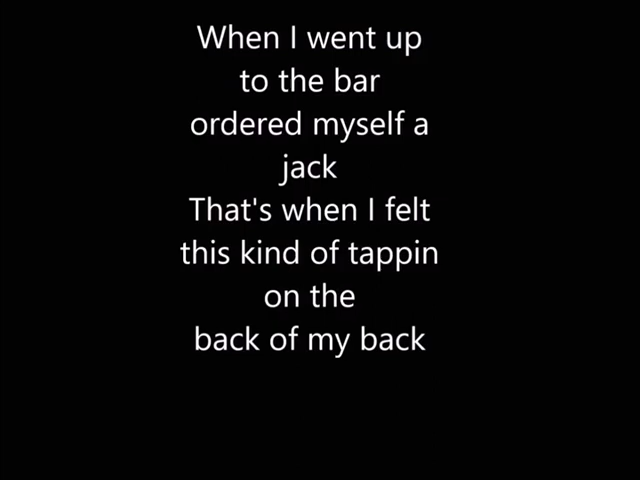 When I went up
to the bar
ordered myself a
jack
That's when I felt
this kind of tappin
on the
back of my back